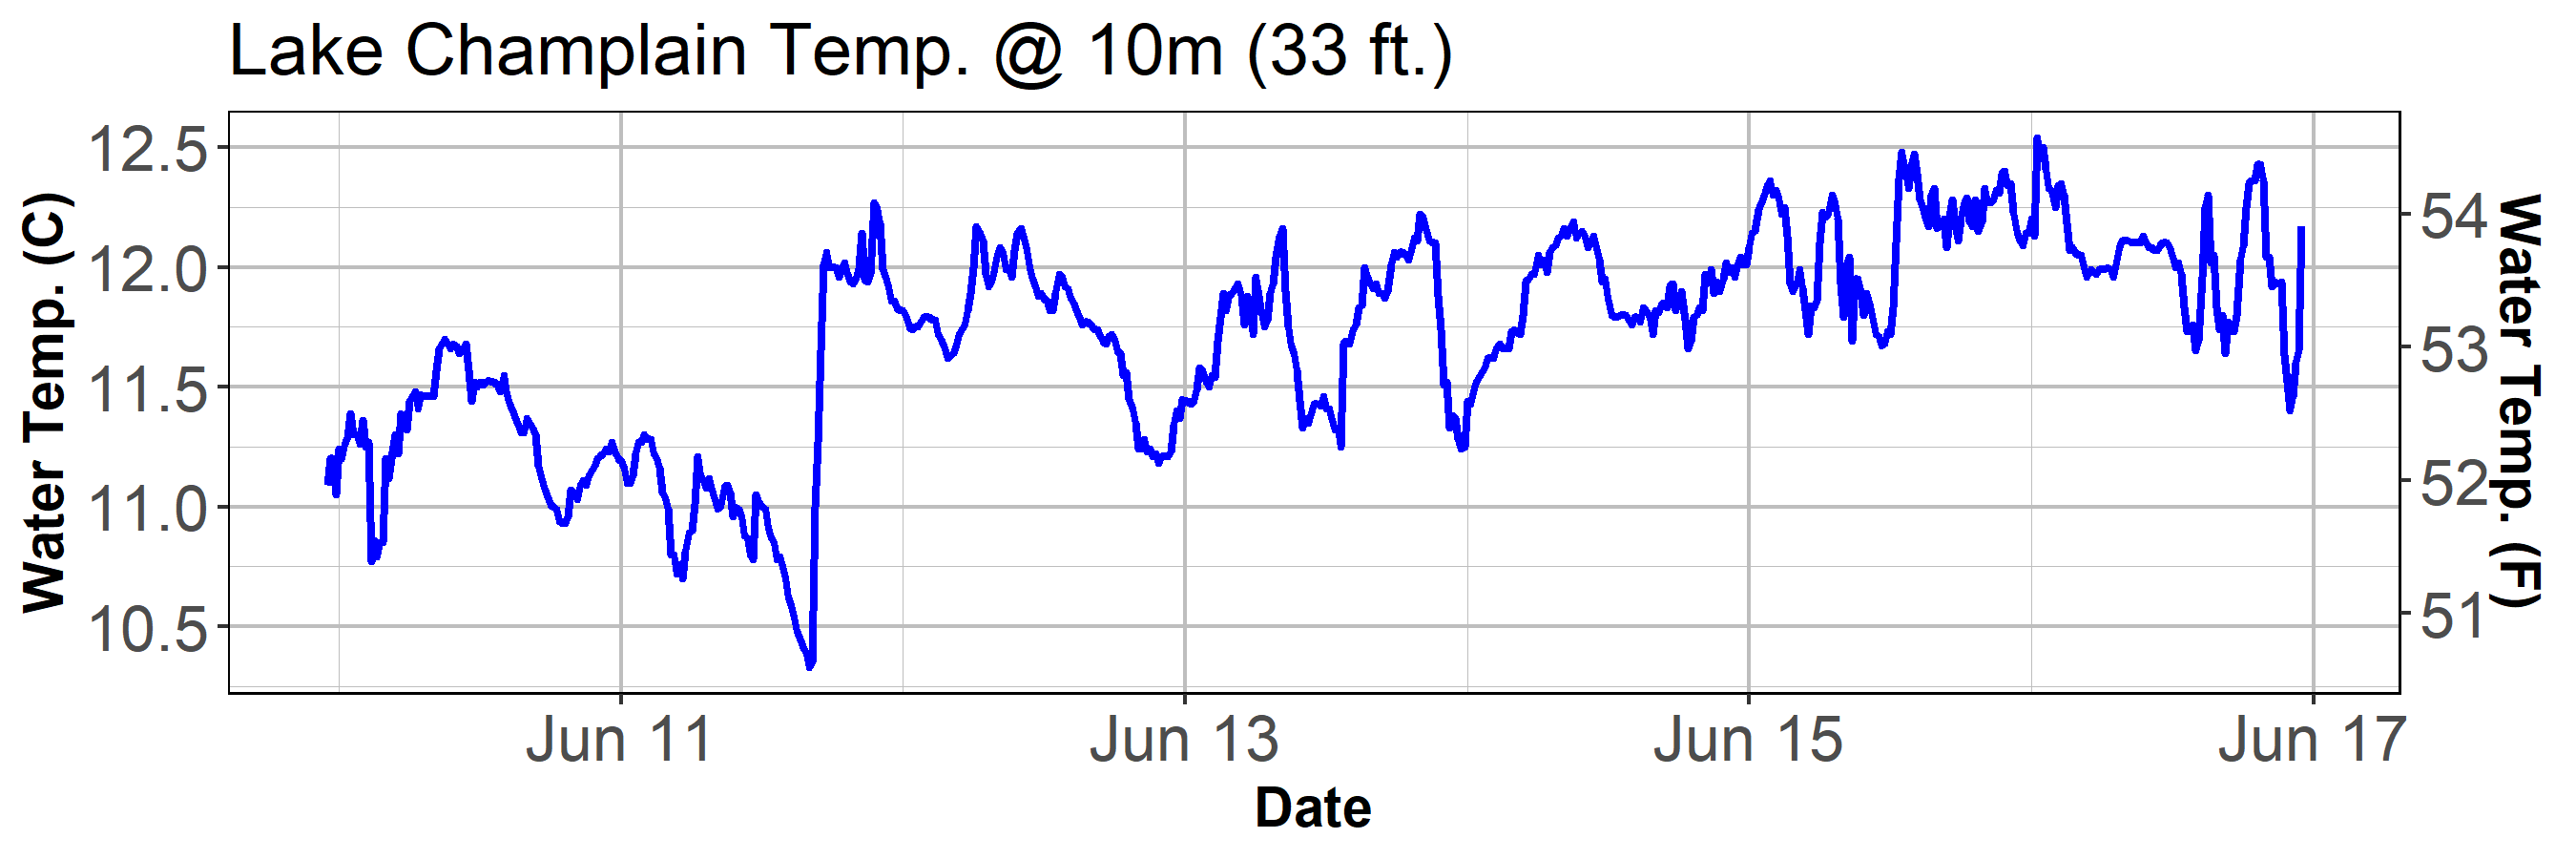 Lake Champlain Temp. @ 10m (33 ft.)
Water Temp. (C)
12.5
12.0
11.5
11.0
10.5
54
53
52
51
Water Temp. (F)
Jun 11 Jun 13 Jun 15 Jun 17
Date